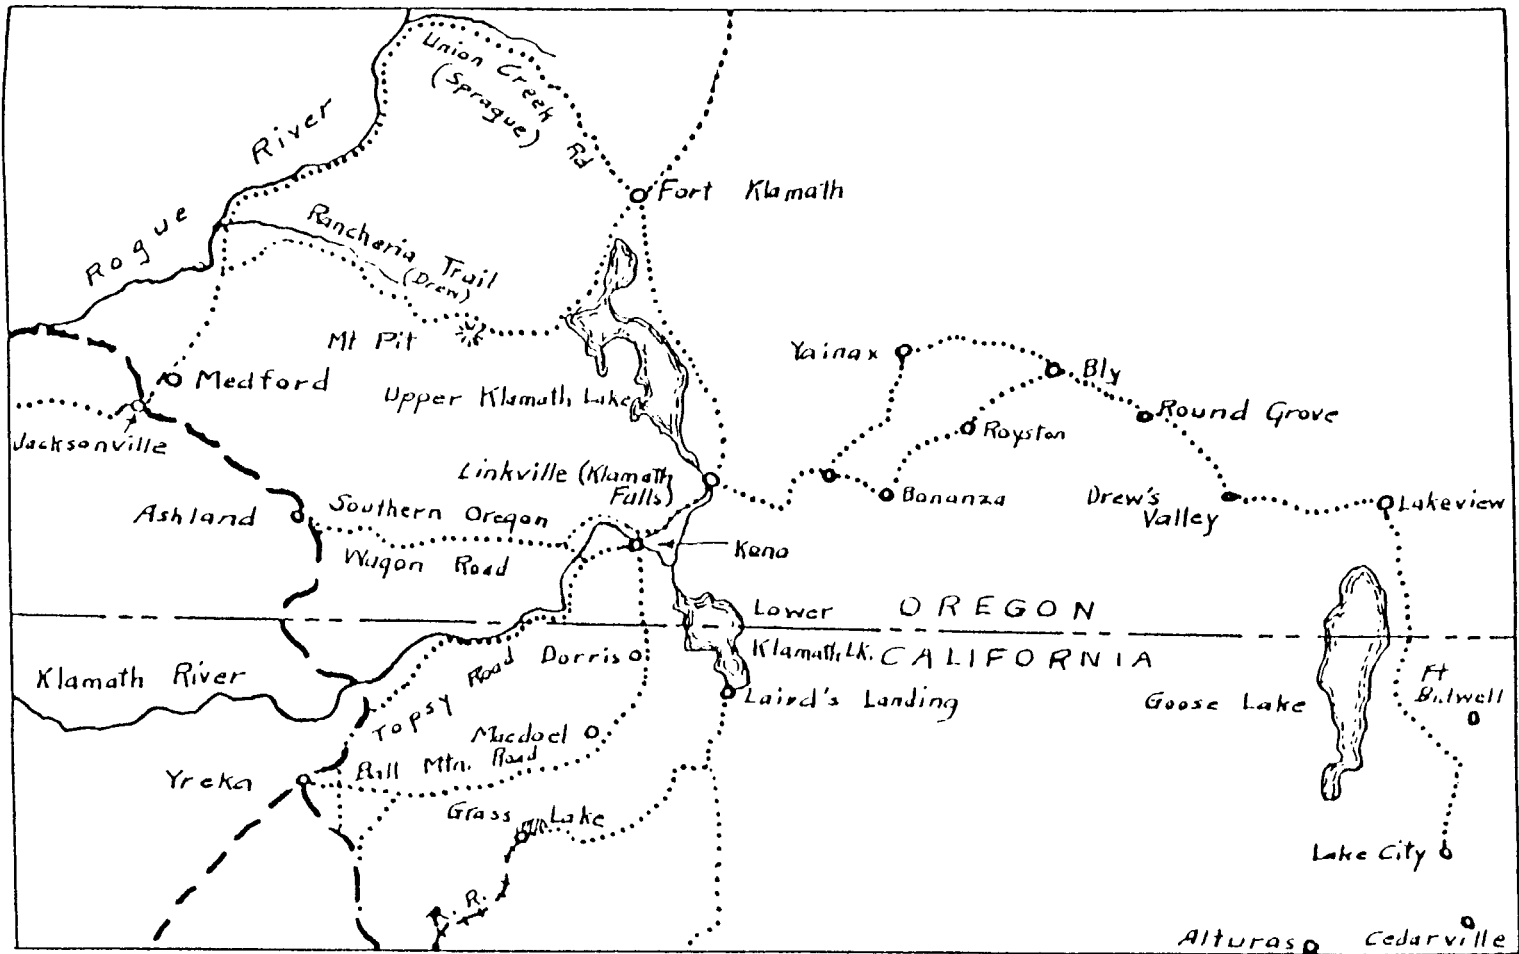 Union Creek Rd
(Sprague)
Rogue River
Fort Klamath
Rancheria Trail
(Drew)
Mt Pit
Yainax
Bly
Medford
Upper Klamath Lake
Round Grove
Jacksonville
Royston
Linkville (Klamath
Falls)
Bonanza
Drew's
Valley
Lakeview
Ashland
Southern Oregon
Wagon Road
Keno
Lower
Klamath Lk.
OREGON
CALIFORNIA
Klamath River
Topsy Road
Dorris
Laird's Landing
Goose Lake
Ft
Bidwell
Macdoel
Yreka
Ball Mtn. Road
Grass Lake
Lake City
R. R.
Alturas
Cedarville